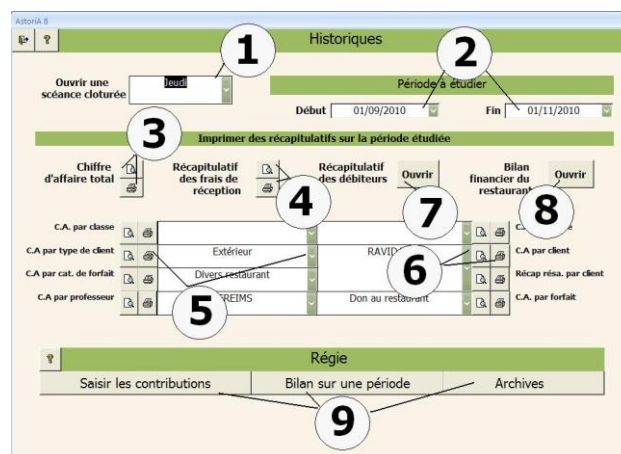 AstoriA 8
?
Historiques
1
2
Ouvrir une
scéance cloturée
Jeudi
Période à étudier
Début
01/09/2010
Fin
01/11/2010
3
Imprimer des récapitulatifs sur la période étudiée
Chiffre
d'affaire total
Récapitulatif
des frais de
réception
Récapitulatif
des débiteurs
Ouvrir
Bilan
financier du
restaurant
Ouvrir
4
7
8
C.A. par classe
C.A par type de client
Extérieur
C.A par client
C.A par cat. de forfait
Divers restaurant
Récap résa. par client
C.A par professeur
Don au restaurant
C.A. par forfait
5
6
?
Régie
Saisir les contributions
Bilan sur une période
Archives
9